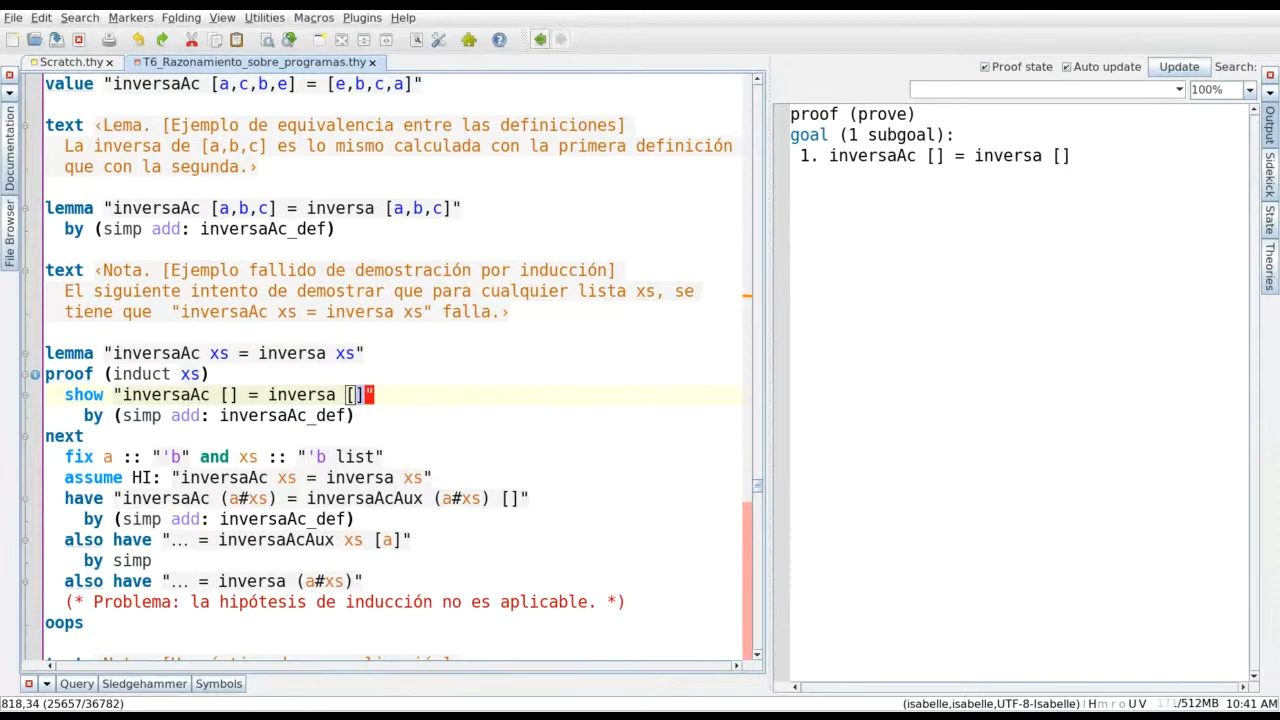 File Edit Search Markers Folding View Utilities Macros Plugins Help
Scratch.thy
T6_Razonamiento_sobre_programas.thy
Proof state Auto update Update Search:
100%
Documentation
File Browser
value "inversaAc [a,c,b,e] = [e,b,c,a]"
text ‹Lema. [Ejemplo de equivalencia entre las definiciones]
La inversa de [a,b,c] es lo mismo calculada con la primera definición
que con la segunda.›
lemma "inversaAc [a,b,c] = inversa [a,b,c]"
by (simp add: inversaAc_def)
text ‹Nota. [Ejemplo fallido de demostración por inducción]
El siguiente intento de demostrar que para cualquier lista xs, se
tiene que "inversaAc xs = inversa xs" falla.›
lemma "inversaAc xs = inversa xs"
proof (induct xs)
show "inversaAc [] = inversa []"
by (simp add: inversaAc_def)
next
fix a :: "'b" and xs :: "'b list"
assume HI: "inversaAc xs = inversa xs"
have "inversaAc (a#xs) = inversaAcAux (a#xs) []"
by (simp add: inversaAc_def)
also have "… = inversaAcAux xs [a]"
by simp
also have "… = inversa (a#xs)"
(* Problema: la hipótesis de inducción no es aplicable. *)
oops
proof (prove)
goal (1 subgoal):
1. inversaAc [] = inversa []
Output
Sidekick
State
Theories
Query Sledgehammer Symbols
818,34 (25657/36782)
(isabelle,isabelle,UTF-8-Isabelle) H m r o U V /512MB 10:41 AM